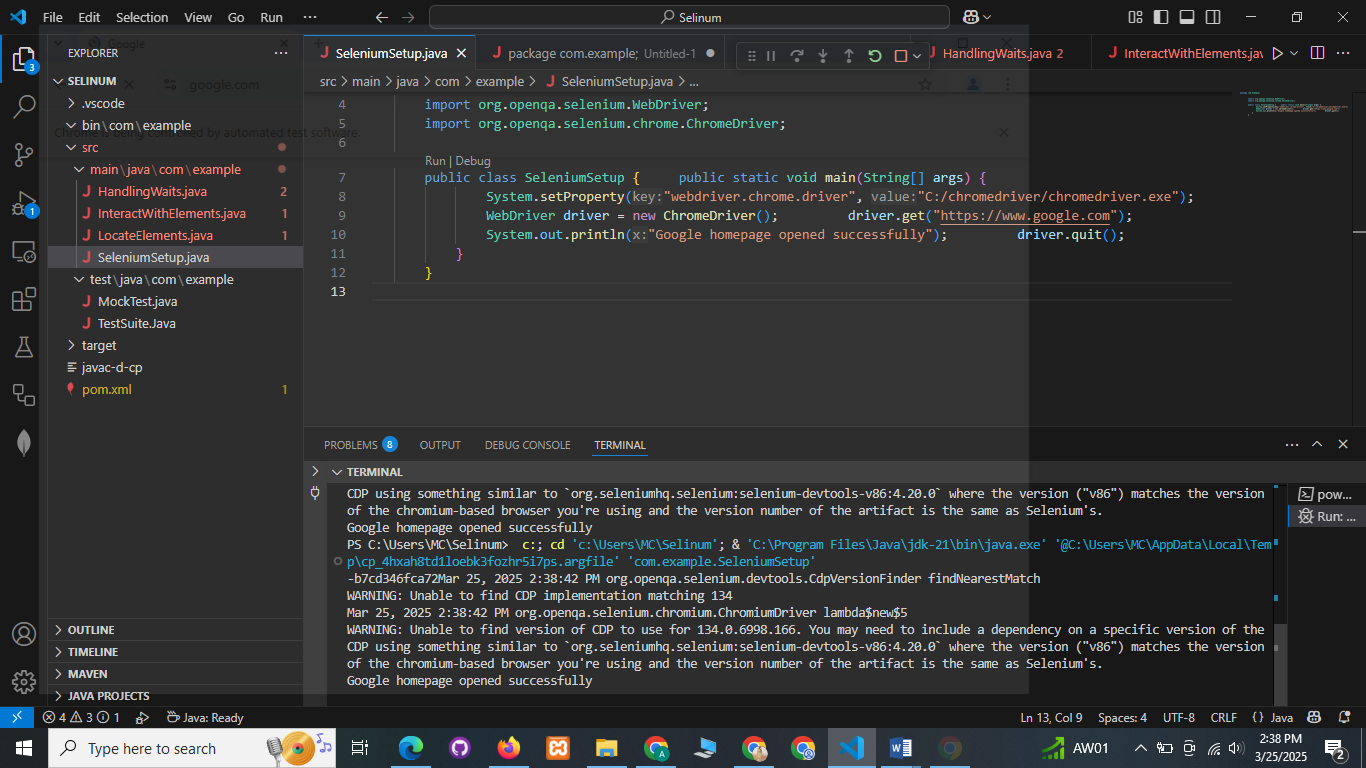 File Edit Selection View Go Run ··· Selinum
EXPLORER ···
SeleniumSetup.java package com.example; Untitled-1 HandlingWaits.java 2 InteractWithElements.jav ···
Google
SELINUM
src > main > java > com > example > SeleniumSetup.java > ...
google.com
.vscode
bin\com\example
Chrome is being controlled by automated test software.
src
main\java\com\example
HandlingWaits.java 2
InteractWithElements.java 1
LocateElements.java 1
SeleniumSetup.java
test\java\com\example
MockTest.java
TestSuite.Java
target
javac-d-cp
pom.xml 1
OUTLINE
TIMELINE
MAVEN
JAVA PROJECTS
3
1
4 import org.openqa.selenium.WebDriver;
5 import org.openqa.selenium.chrome.ChromeDriver;
6
Run | Debug
7 public class SeleniumSetup { public static void main(String[] args) {
8 System.setProperty(key:"webdriver.chrome.driver", value:"C:/chromedriver/chromedriver.exe");
9 WebDriver driver = new ChromeDriver(); driver.get("https://www.google.com");
10 System.out.println(x:"Google homepage opened successfully"); driver.quit();
11 }
12 }
13
PROBLEMS 8 OUTPUT DEBUG CONSOLE TERMINAL ···
TERMINAL
CDP using something similar to `org.seleniumhq.selenium:selenium-devtools-v86:4.20.0` where the version ("v86") matches the version
of the chromium-based browser you're using and the version number of the artifact is the same as Selenium's.
Google homepage opened successfully
PS C:\Users\MC\Selinum> c:; cd 'c:\Users\MC\Selinum'; & 'C:\Program Files\Java\jdk-21\bin\java.exe' '@C:\Users\MC\AppData\Local\Tem
p\cp_4hxah8td1loebk3fozhr5i7ps.argfile' 'com.example.SeleniumSetup'
-b7cd346fca72Mar 25, 2025 2:38:42 PM org.openqa.selenium.devtools.CdpVersionFinder findNearestMatch
WARNING: Unable to find CDP implementation matching 134
Mar 25, 2025 2:38:42 PM org.openqa.selenium.chromium.ChromiumDriver lambda$new$5
WARNING: Unable to find version of CDP to use for 134.0.6998.166. You may need to include a dependency on a specific version of the
CDP using something similar to `org.seleniumhq.selenium:selenium-devtools-v86:4.20.0` where the version ("v86") matches the version
of the chromium-based browser you're using and the version number of the artifact is the same as Selenium's.
Google homepage opened successfully
pow...
Run: ...
4 3 1 Java: Ready Ln 13, Col 9 Spaces: 4 UTF-8 CRLF {} Java
Type here to search AW01 2:38 PM
3/25/2025 2